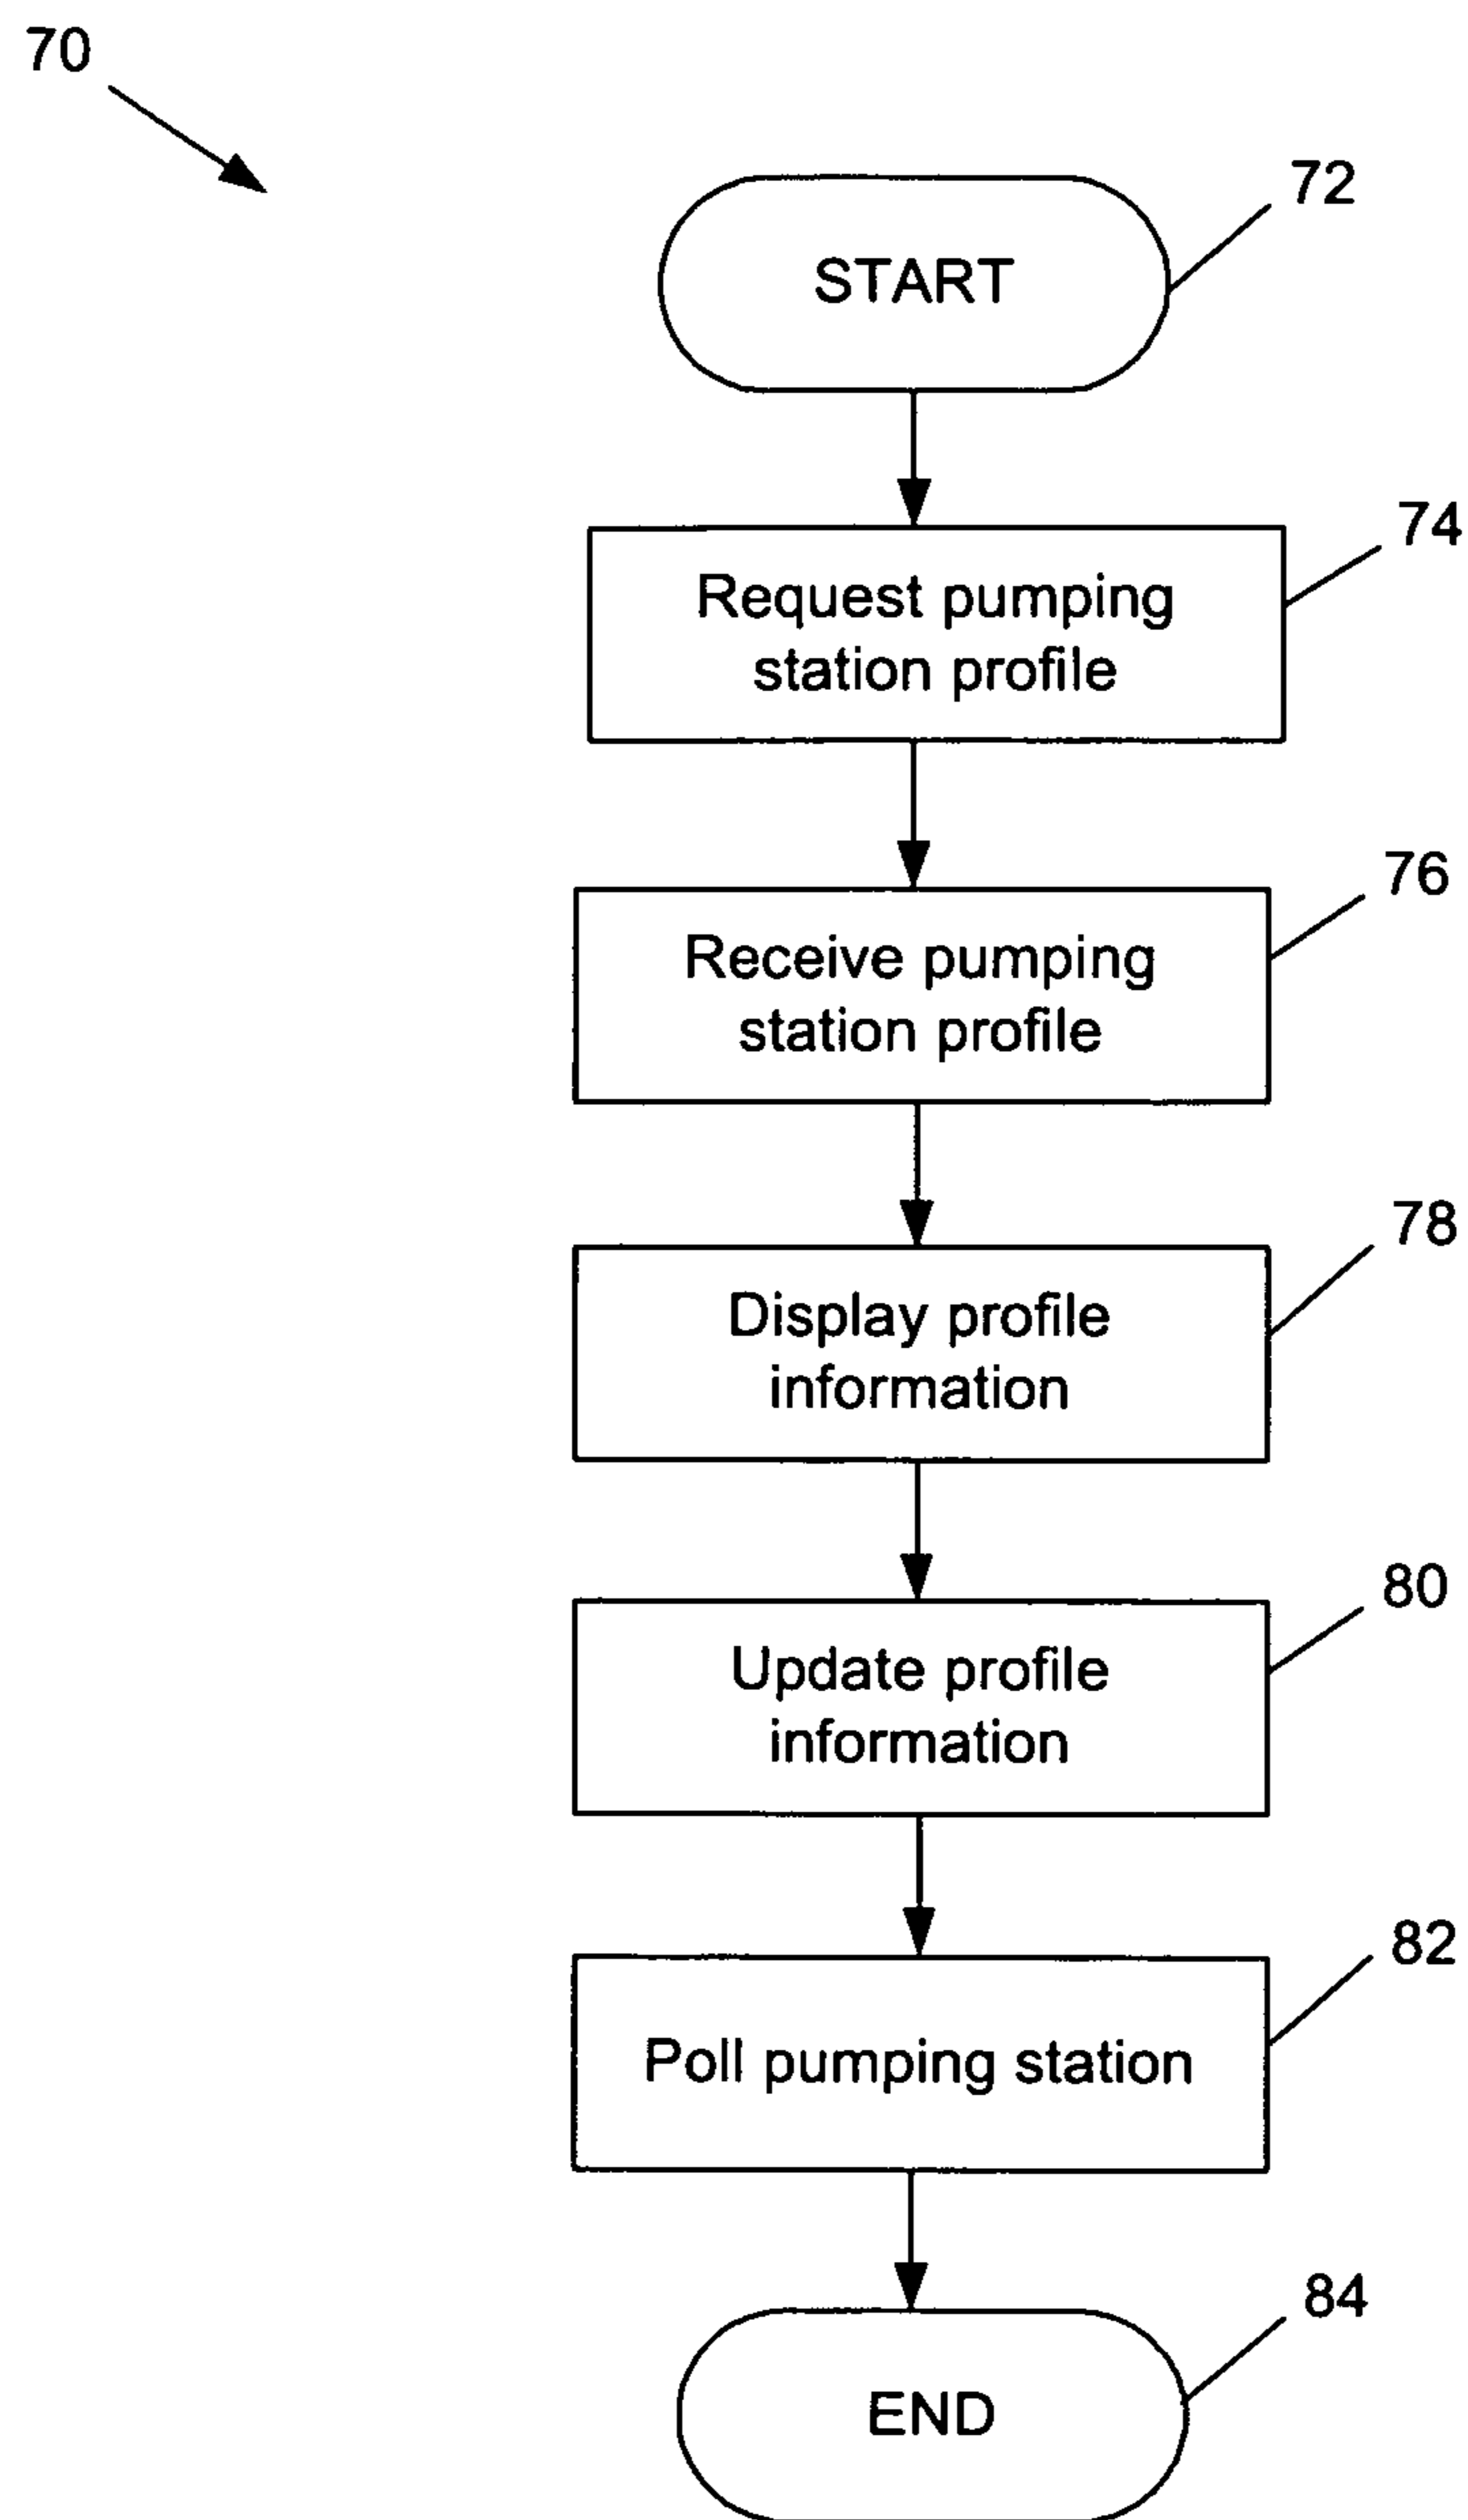 70
72
START
74
Request pumping
station profile
76
Receive pumping
station profile
78
Display profile
information
80
Update profile
information
82
Poll pumping station
84
END